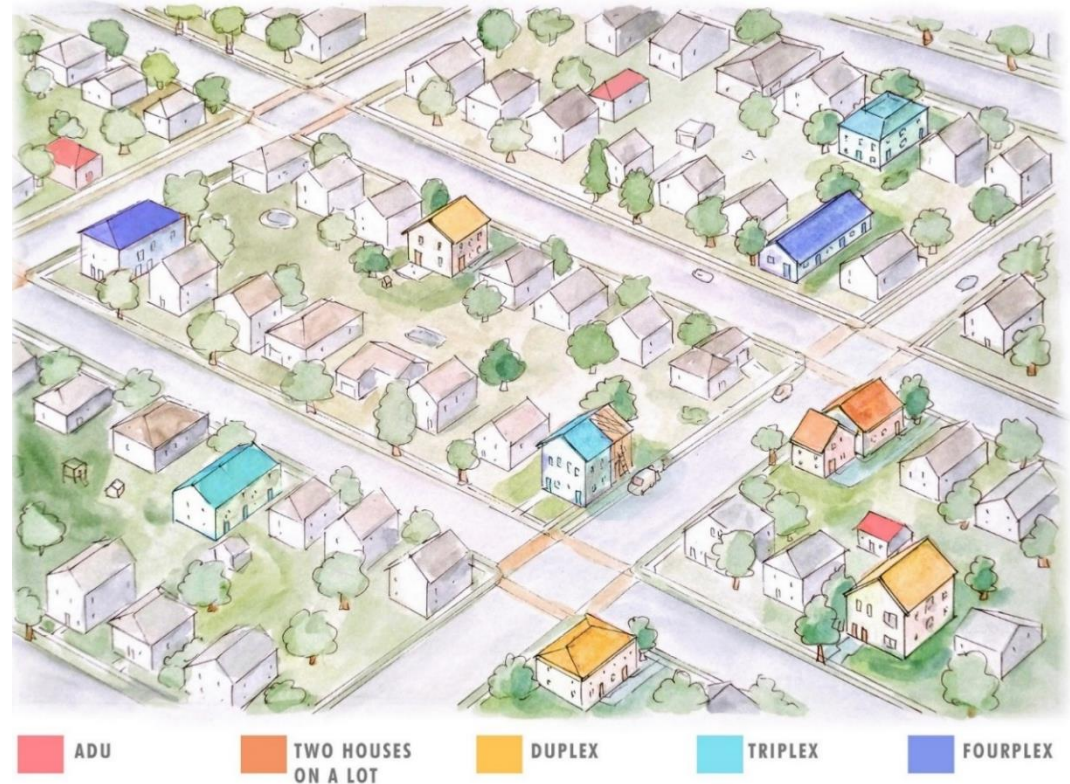 ADU
TWO HOUSES
ON A LOT
DUPLEX
TRIPLEX
FOURPLEX